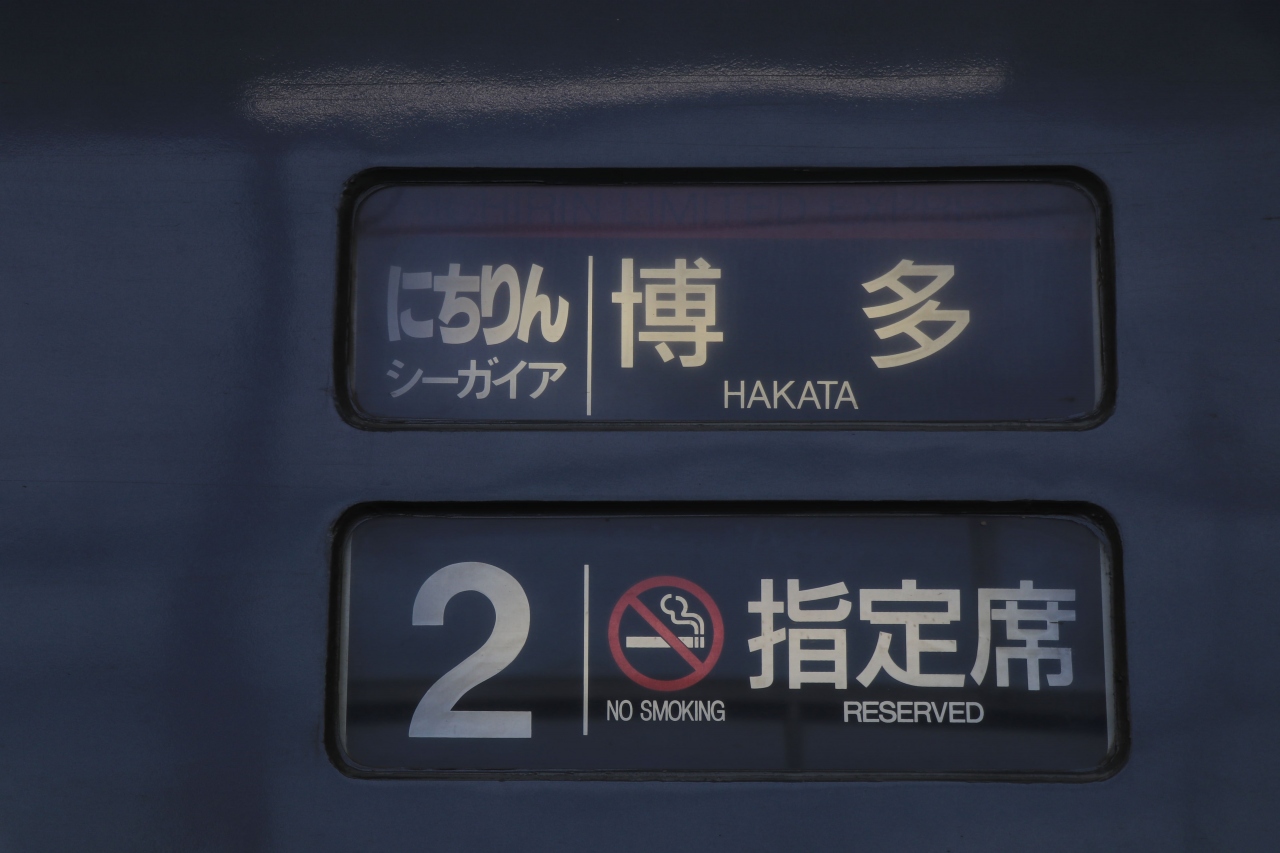 にちりん
シーガイア
博多
HAKATA
2
NO SMOKING
指定席
RESERVED